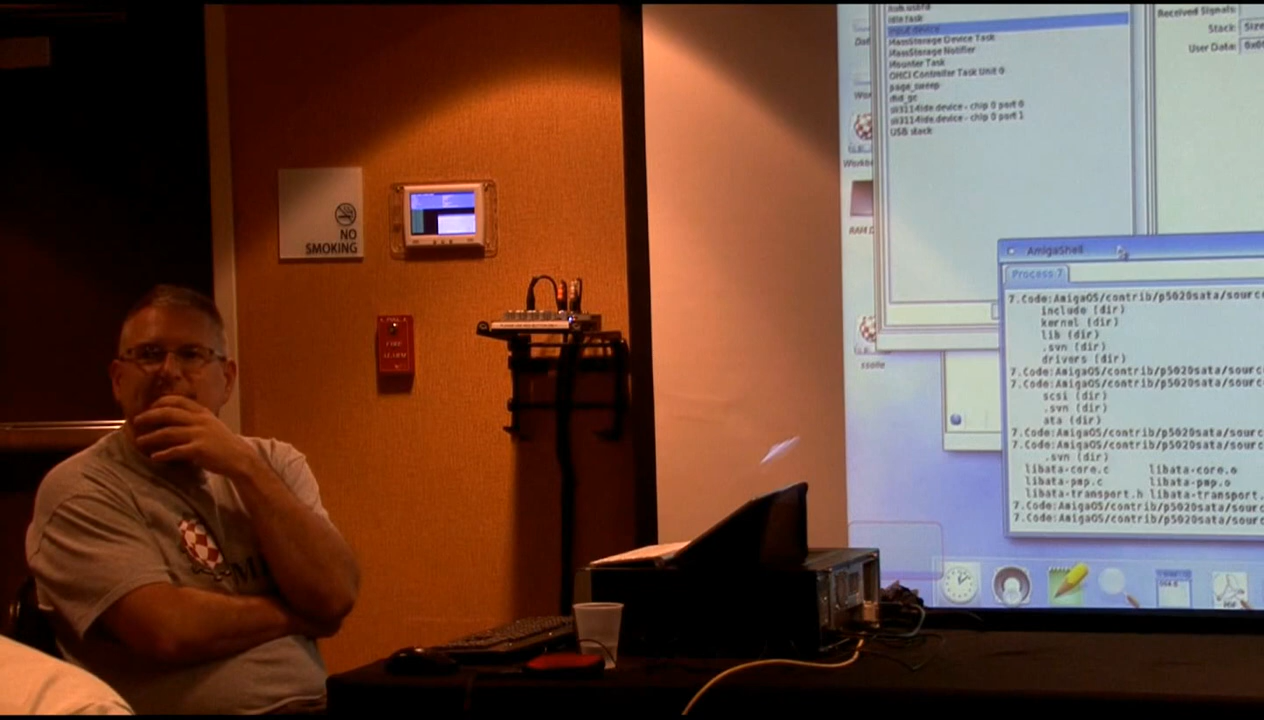 idle task
input.device
MassStorage Device Task
MassStorage Notifier
Mounter Task
OHCI Controller Task Unit 0
page_sweep
sii3114ide.device - chip 0 port 0
sii3114ide.device - chip 0 port 1
USB stack
Received Signals:
Stack:
User Data:
NO
SMOKING
FIRE
ALARM
AmigaShell
Process 7
7.Code:AmigaOS/contrib/p5020sata/sourc
include (dir)
kernel (dir)
lib (dir)
.svn (dir)
drivers (dir)
7.Code:AmigaOS/contrib/p5020sata/sourc
7.Code:AmigaOS/contrib/p5020sata/sourc
scsi (dir)
.svn (dir)
ata (dir)
7.Code:AmigaOS/contrib/p5020sata/sourc
7.Code:AmigaOS/contrib/p5020sata/sourc
.svn (dir)
libata-core.c libata-core.o
libata-pmp.c libata-pmp.o
libata-transport.h libata-transport.
7.Code:AmigaOS/contrib/p5020sata/sourc
7.Code:AmigaOS/contrib/p5020sata/sourc